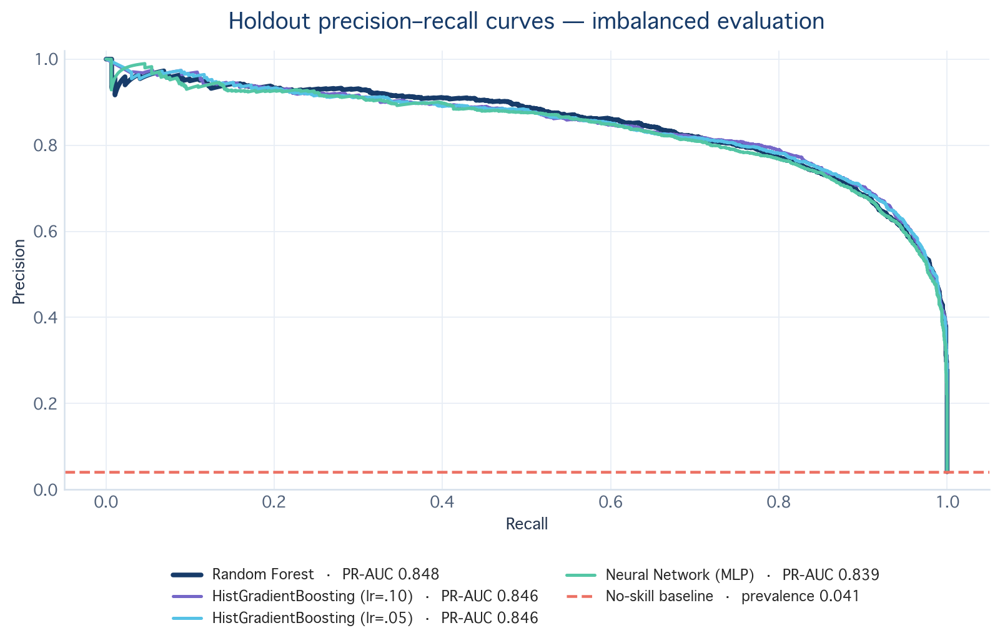 Holdout precision–recall curves — imbalanced evaluation
Precision
1.0
0.8
0.6
0.4
0.2
0.0
0.0 0.2 0.4 0.6 0.8 1.0
Recall
Random Forest · PR-AUC 0.848
HistGradientBoosting (lr=.10) · PR-AUC 0.846
HistGradientBoosting (lr=.05) · PR-AUC 0.846
Neural Network (MLP) · PR-AUC 0.839
No-skill baseline · prevalence 0.041